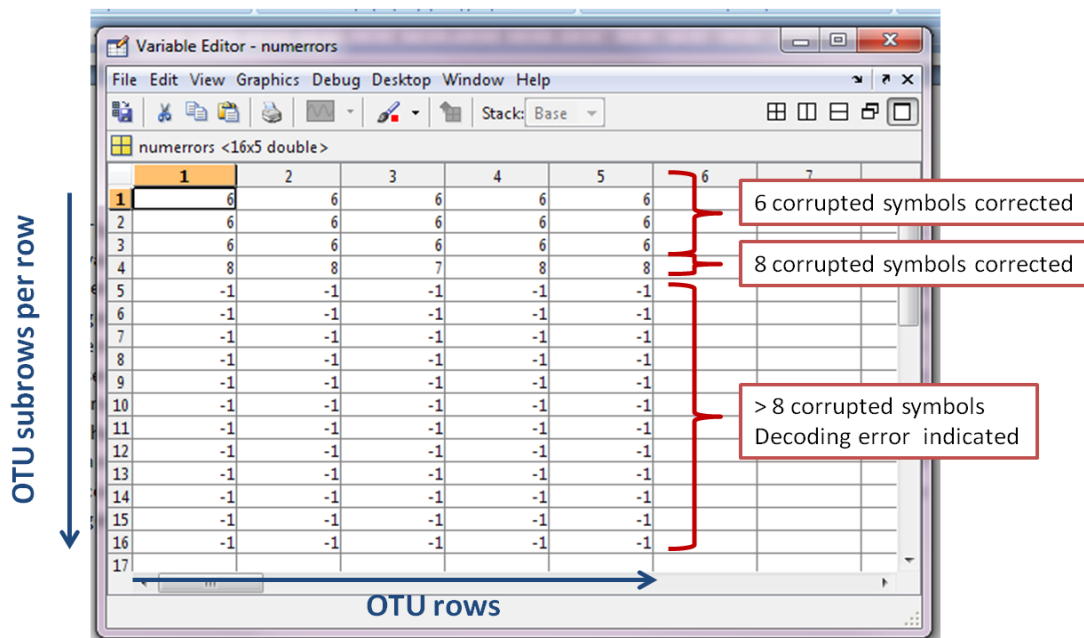 Variable Editor - numerrors
File Edit View Graphics Debug Desktop Window Help
Stack: Base
numerrors <16x5 double>
1 2 3 4 5 6 7
1 6 6 6 6 6
2 6 6 6 6 6
3 6 6 6 6 6
4 8 8 7 8 8
5 -1 -1 -1 -1 -1
6 -1 -1 -1 -1 -1
7 -1 -1 -1 -1 -1
8 -1 -1 -1 -1 -1
9 -1 -1 -1 -1 -1
10 -1 -1 -1 -1 -1
11 -1 -1 -1 -1 -1
12 -1 -1 -1 -1 -1
13 -1 -1 -1 -1 -1
14 -1 -1 -1 -1 -1
15 -1 -1 -1 -1 -1
16 -1 -1 -1 -1 -1
17
6 corrupted symbols corrected
8 corrupted symbols corrected
> 8 corrupted symbols
Decoding error indicated
OTU subrows per row
OTU rows